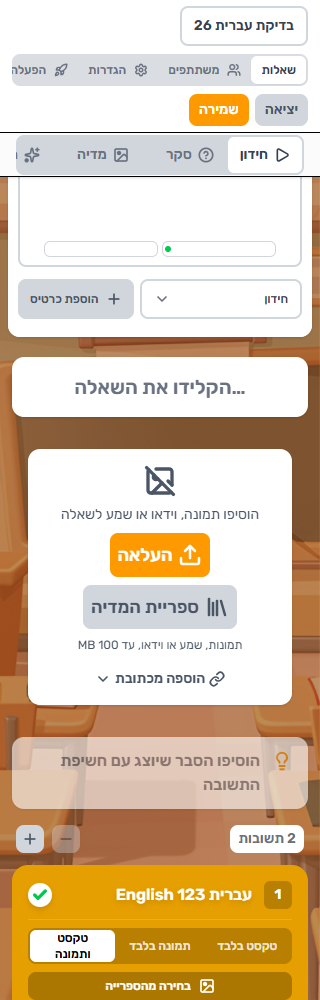 בדיקת עברית 26
שאלות
משתתפים
הגדרות
הפעלה
יציאה
שמירה
חידון
סקר
מדיה
חידון
הוספת כרטיס
הקלידו את השאלה...
הוסיפו תמונה, וידאו או שמע לשאלה
העלאה
ספריית המדיה
תמונות, שמע או וידאו, עד 100 MB
הוספה מכתובת
הוסיפו הסבר שיוצג עם חשיפת
התשובה
2 תשובות
1
עברית 123 English
טקסט בלבד
תמונה בלבד
טקסט
ותמונה
בחירה מהספרייה